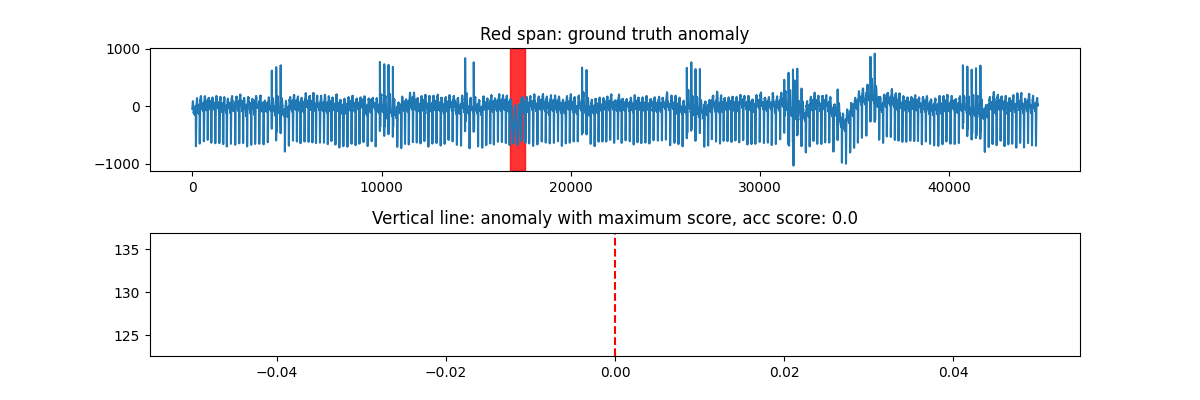 Red span: ground truth anomaly
1000
0
−1000
0 10000 20000 30000 40000
Vertical line: anomaly with maximum score, acc score: 0.0
135
130
125
−0.04 −0.02 0.00 0.02 0.04